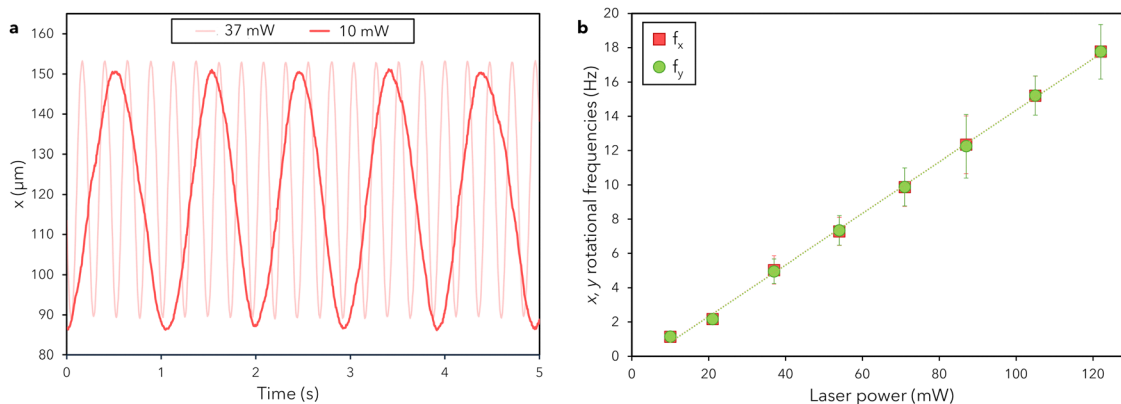 a
37 mW 10 mW
160
150
140
130
120
110
100
90
80
x (µm)
0 1 2 3 4 5
Time (s)
b
fx
fy
20
18
16
14
12
10
8
6
4
2
0
x, y rotational frequencies (Hz)
0 20 40 60 80 100 120
Laser power (mW)